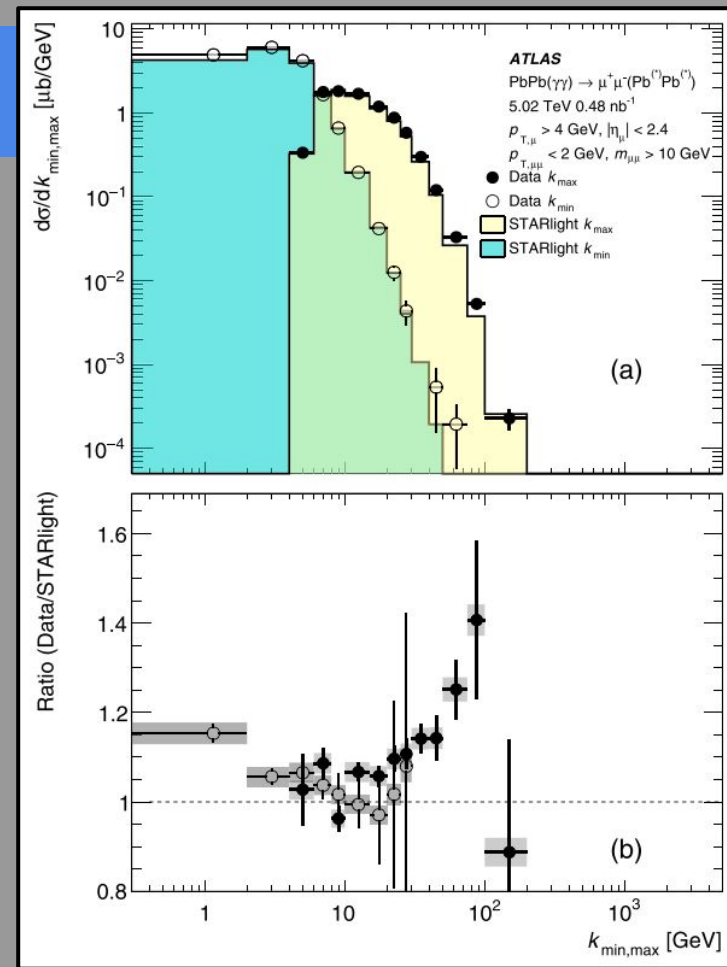 dσ/dk_min,max [μb/GeV]
10
1
10⁻¹
10⁻²
10⁻³
10⁻⁴
ATLAS
PbPb(γγ) → μ⁺μ⁻(Pb⁽*⁾Pb⁽*⁾)
5.02 TeV 0.48 nb⁻¹
p_T,μ > 4 GeV, |η_μ| < 2.4
p_T,μμ < 2 GeV, m_μμ > 10 GeV
Data k_max
Data k_min
STARlight k_max
STARlight k_min
(a)
Ratio (Data/STARlight)
1.6
1.4
1.2
1
0.8
(b)
1 10 10² 10³
k_min,max [GeV]